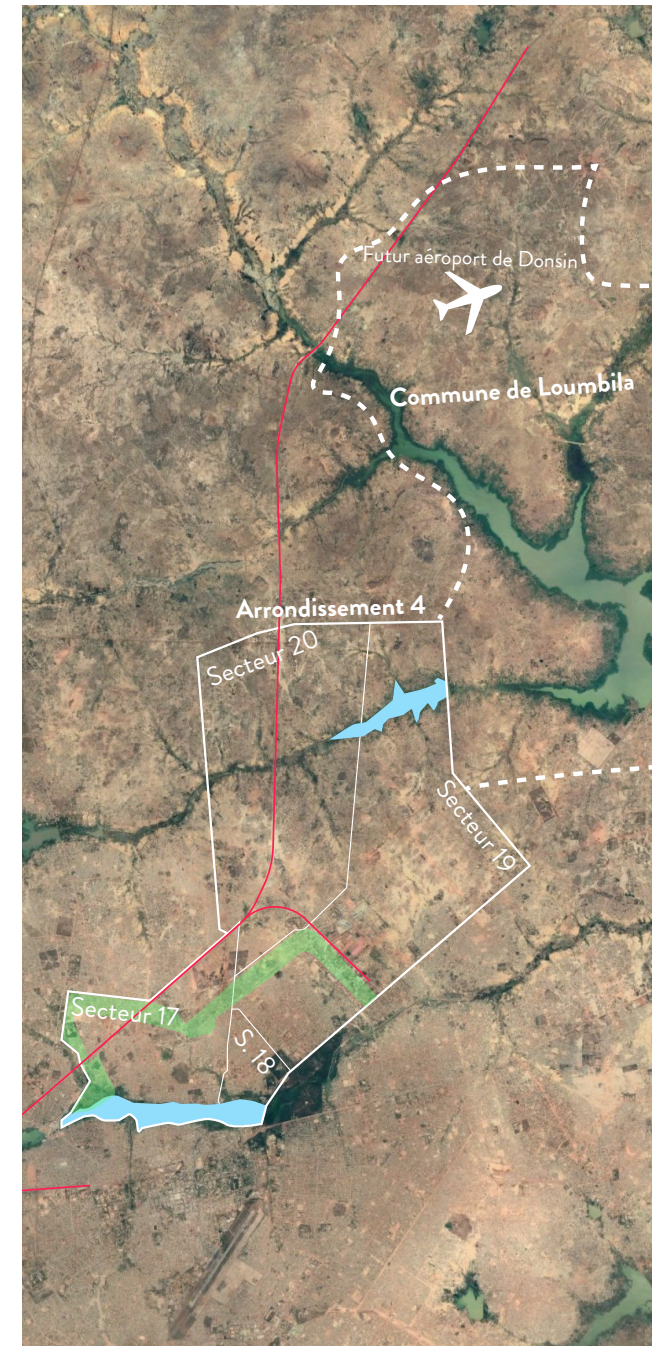 Futur aéroport de Donsin
Commune de Loumbila
Arrondissement 4
Secteur 20
Secteur 19
Secteur 17
S. 18